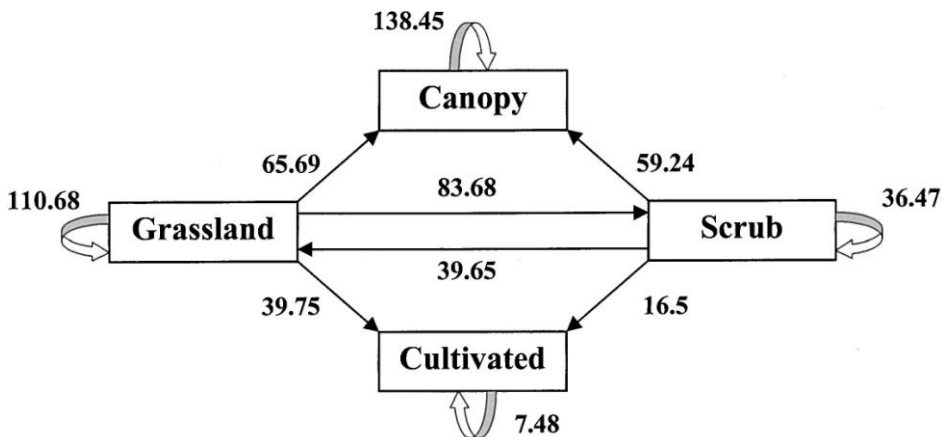 138.45
Canopy
65.69
59.24
110.68
83.68
36.47
Grassland
Scrub
39.65
39.75
16.5
Cultivated
7.48